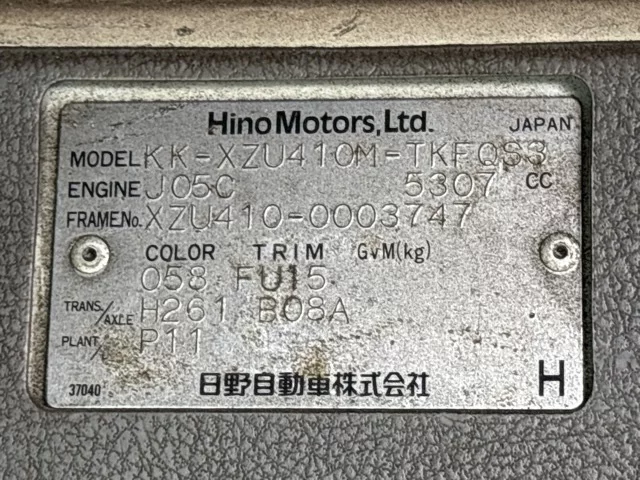 Hino Motors, Ltd. JAPAN
MODEL KK-XZU410M-TKFQS3
ENGINE J05C 5307 CC
FRAME No. XZU410-0003747
COLOR TRIM GVM(kg)
058 FU15
TRANS./AXLE H261 B08A
PLANT/ P11
37040 日野自動車株式会社 H